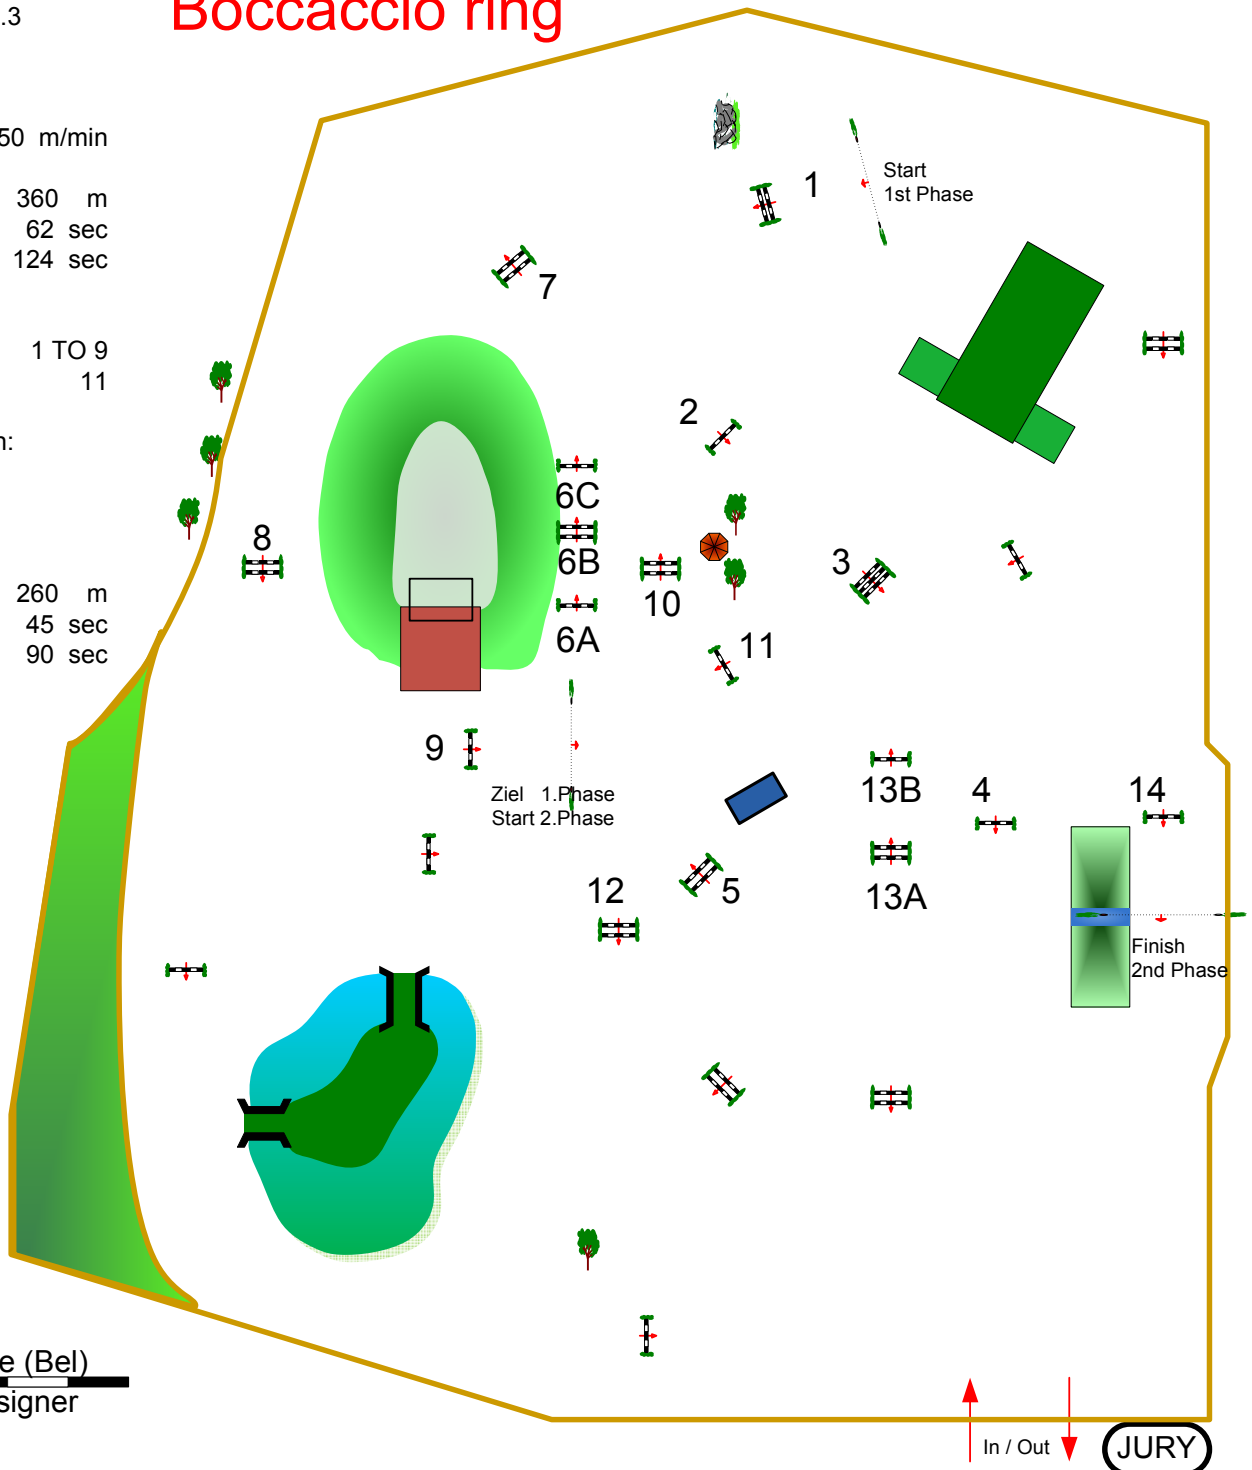 .3
Boccaccio ring
50 m/min
360 m
62 sec
124 sec
1 TO 9
11
n:
260 m
45 sec
90 sec
1
Start
1st Phase
7
2
6C
8
6B
3
10
6A
11
9
Ziel 1.Phase
Start 2.Phase
13B
4
14
12
5
13A
Finish
2nd Phase
e (Bel)
signer
In / Out
JURY